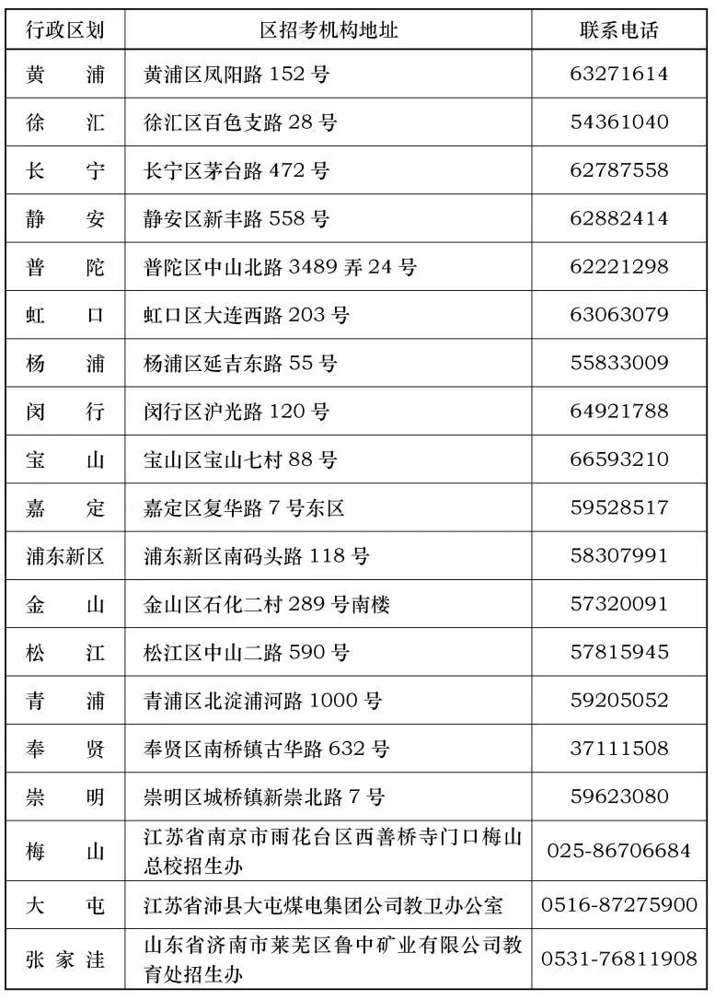 行政区划 区招考机构地址 联系电话
黄浦 黄浦区凤阳路 152 号 63271614
徐汇 徐汇区百色支路 28 号 54361040
长宁 长宁区茅台路 472 号 62787558
静安 静安区新丰路 558 号 62882414
普陀 普陀区中山北路 3489 弄 24 号 62221298
虹口 虹口区大连西路 203 号 63063079
杨浦 杨浦区延吉东路 55 号 55833009
闵行 闵行区沪光路 120 号 64921788
宝山 宝山区宝山七村 88 号 66593210
嘉定 嘉定区复华路 7 号东区 59528517
浦东新区 浦东新区南码头路 118 号 58307991
金山 金山区石化二村 289 号南楼 57320091
松江 松江区中山二路 590 号 57815945
青浦 青浦区北淀浦河路 1000 号 59205052
奉贤 奉贤区南桥镇古华路 632 号 37111508
崇明 崇明区城桥镇新崇北路 7 号 59623080
梅山 江苏省南京市雨花台区西善桥寺门口梅山
总校招生办 025-86706684
大屯 江苏省沛县大屯煤电集团公司教卫办公室 0516-87275900
张家洼 山东省济南市莱芜区鲁中矿业有限公司教
育处招生办 0531-76811908